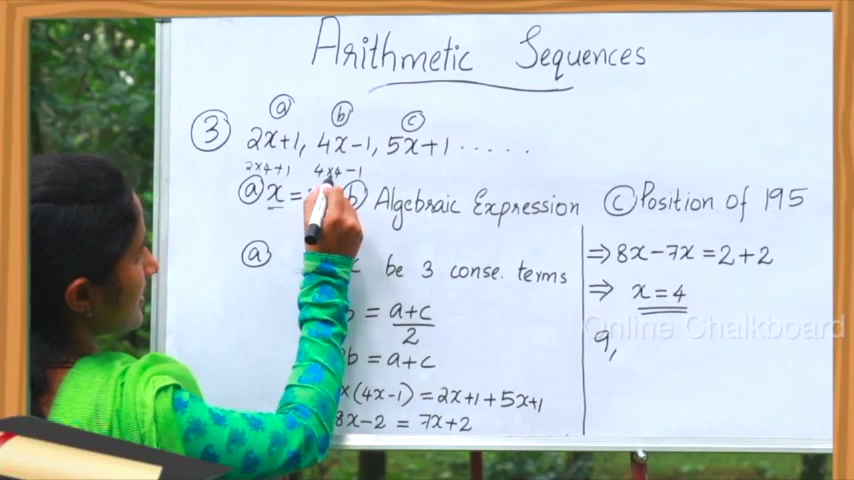 Arithmetic Sequences
a b c
3 2x+1, 4x-1, 5x+1 .....
2x4+1 4x4-1
a x = b Algebraic Expression c Position of 195
a be 3 conse. terms
b = a+c/2
b = a+c
x(4x-1) = 2x+1+5x+1
8x-2 = 7x+2
⇒ 8x-7x = 2+2
⇒ x = 4
9,
Online Chalkboard